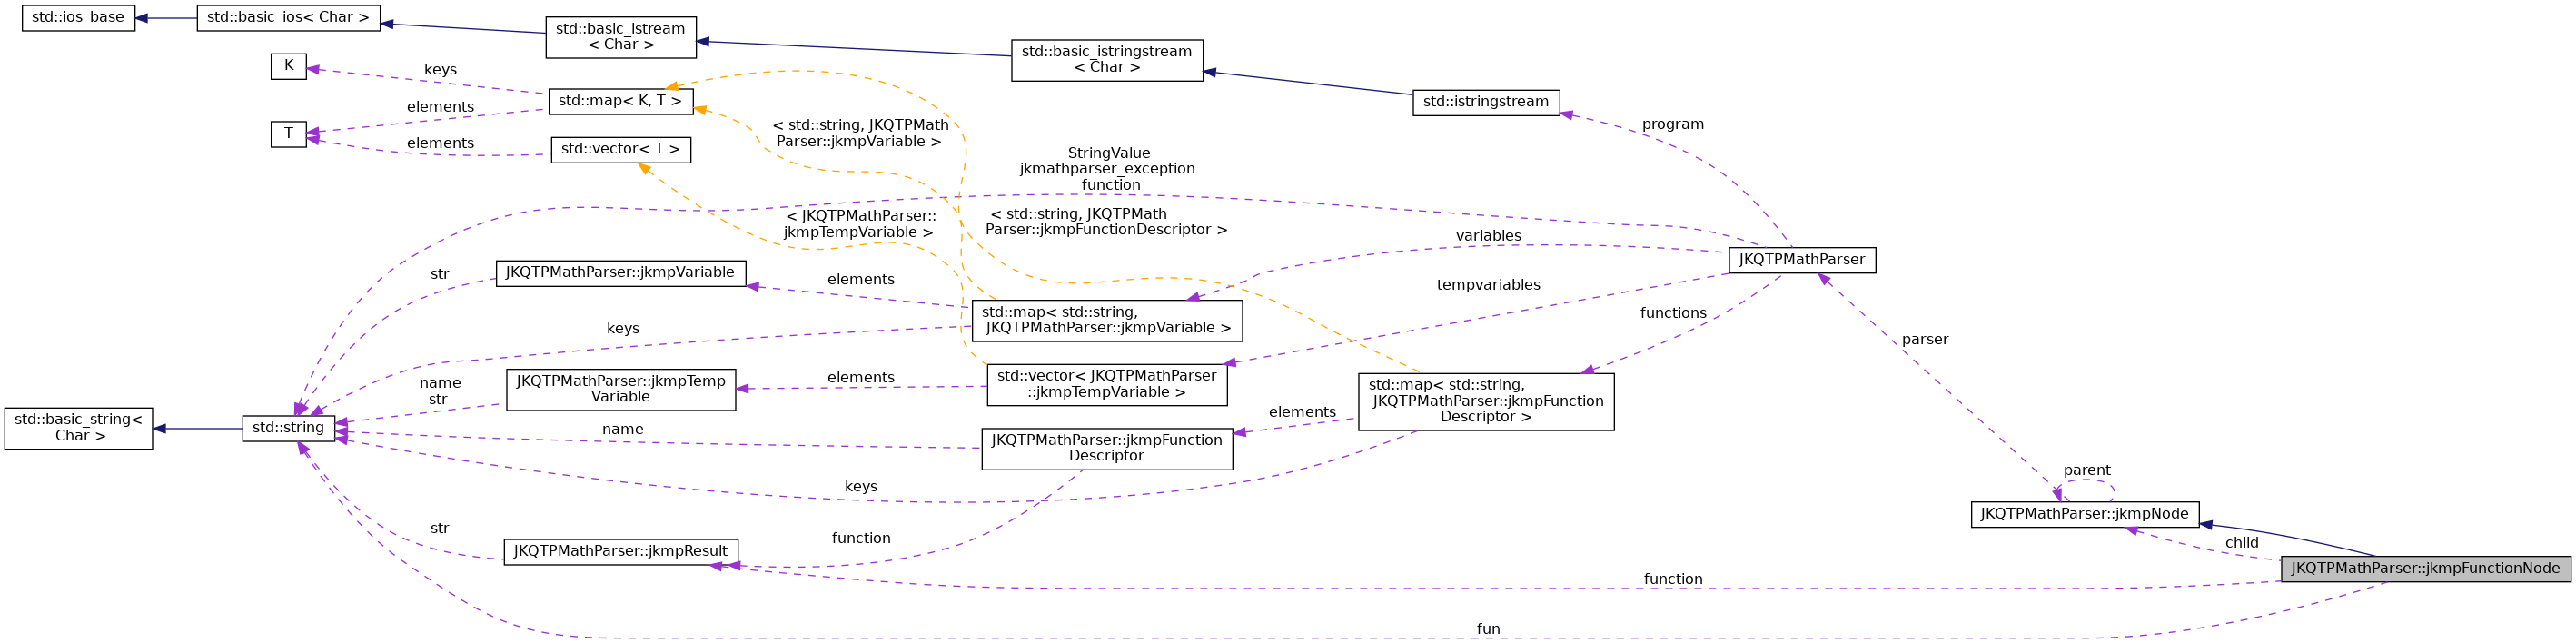 std::ios_base
std::basic_ios< Char >
std::basic_istream
< Char >
std::basic_istringstream
< Char >
K
keys
std::map< K, T >
std::istringstream
elements
T
elements
std::vector< T >
< std::string, JKQTPMath
Parser::jkmpVariable >
program
StringValue
jkmathparser_exception
_function
< JKQTPMathParser::
jkmpTempVariable >
< std::string, JKQTPMath
Parser::jkmpFunctionDescriptor >
variables
JKQTPMathParser
str
JKQTPMathParser::jkmpVariable
elements
tempvariables
std::map< std::string,
JKQTPMathParser::jkmpVariable >
functions
keys
parser
name
str
JKQTPMathParser::jkmpTemp
Variable
elements
std::vector< JKQTPMathParser
::jkmpTempVariable >
std::map< std::string,
JKQTPMathParser::jkmpFunction
Descriptor >
std::basic_string<
Char >
std::string
name
JKQTPMathParser::jkmpFunction
Descriptor
elements
keys
parent
JKQTPMathParser::jkmpNode
str
JKQTPMathParser::jkmpResult
function
child
JKQTPMathParser::jkmpFunctionNode
function
fun